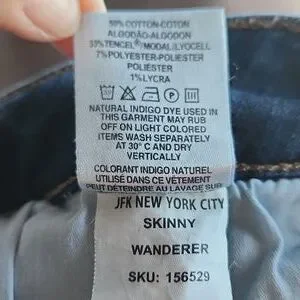 59% COTTON-COTON
ALGODÃO-ALGODON
33% TENCEL® MODAL/LYOCELL
7% POLYESTER-POLIESTER
POLIESTER
1% LYCRA
NATURAL INDIGO DYE USED IN
THIS GARMENT MAY RUB
OFF ON LIGHT COLORED
ITEMS WASH SEPARATELY
AT 30°C AND DRY
VERTICALLY
COLORANT INDIGO NATUREL
UTILISÉ DANS CE VÊTEMENT
PEUT DÉTEINDRE AU LAVAGE SUR
JFK NEW YORK CITY
SKINNY
WANDERER
SKU: 156529